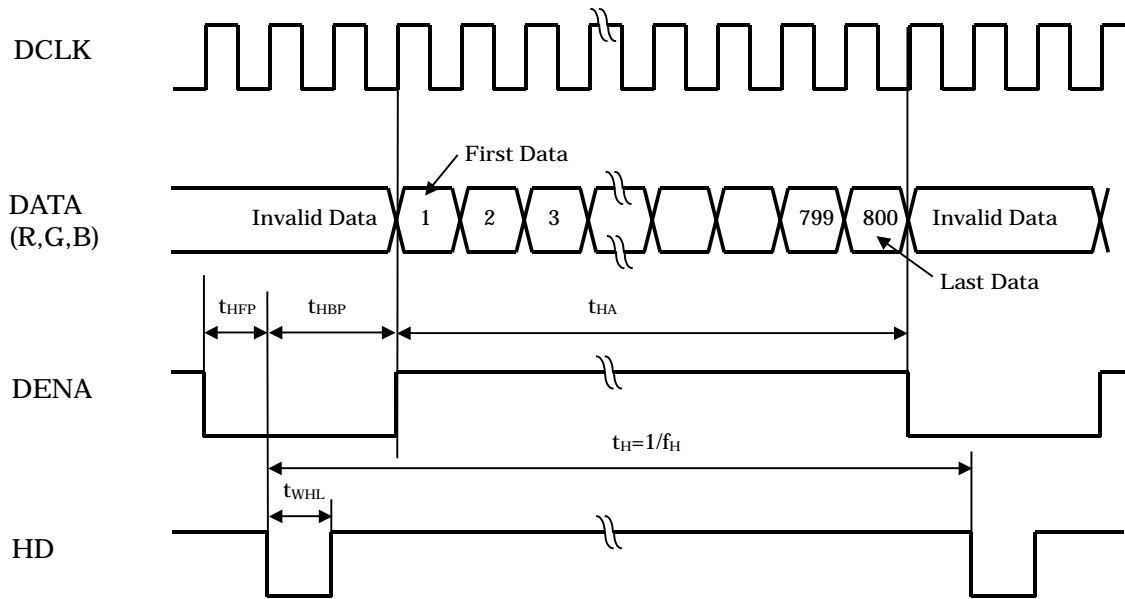 DCLK
First Data
DATA
(R,G,B)
Invalid Data 1 2 3 799 800 Invalid Data
Last Data
tHFP tHBP tHA
DENA
tH=1/fH
tWHL
HD